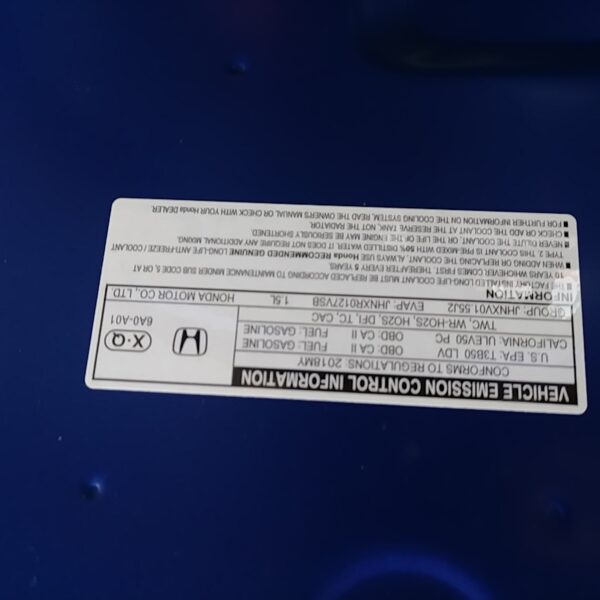 VEHICLE EMISSION CONTROL INFORMATION
CONFORMS TO REGULATIONS: 2018MY
U.S. EPA: T3B50 LDV OBD: CA II FUEL: GASOLINE
CALIFORNIA: ULEV50 PC OBD: CA II FUEL: GASOLINE
TWC, WR-HO2S, HO2S, DFI, TC, CAC
GROUP: JHNXV01.55J2 EVAP: JHNXR0127VSB 1.5L
X-Q
6A0-A01
HONDA MOTOR CO., LTD.
INFORMATION
■ THE FACTORY INSTALLED LONG-LIFE COOLANT MUST BE REPLACED ACCORDING MAINTENANCE MINDER SUB CODE 5, OR AT
10 YEARS WHICHEVER COMES FIRST. THEREAFTER EVERY 5 YEARS.
■ WHEN ADDING OR REPLACING THE COOLANT, ALWAYS USE RECOMMENDED GENUINE Honda LONG-LIFE ANTI-FREEZE COOLANT
TYPE 2. THIS COOLANT IS PRE-MIXED WITH 50% DISTILLED WATER. IT DOES NOT REQUIRE ANY ADDITIONAL MIXING.
NEVER DILUTE THE COOLANT, OR THE LIFE OF THE ENGINE MAY BE SERIOUSLY SHORTENED.
■ CHECK OR ADD THE COOLANT AT THE RESERVE TANK, NOT THE RADIATOR.
■ FOR FURTHER INFORMATION ON THE COOLING SYSTEM, READ THE OWNER'S MANUAL OR CHECK WITH YOUR Honda DEALER.